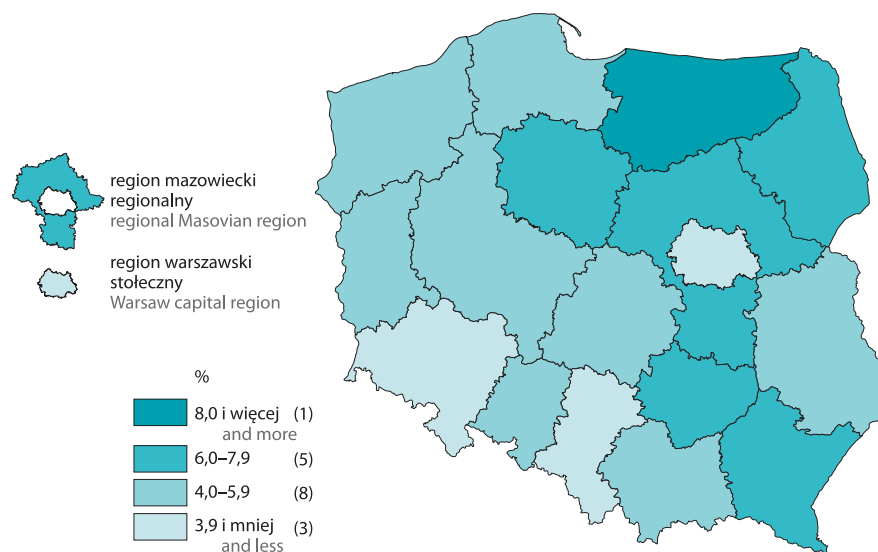 region mazowiecki
regionalny
regional Masovian region
region warszawski
stołeczny
Warsaw capital region
%
8,0 i więcej (1)
and more
6,0–7,9 (5)
4,0–5,9 (8)
3,9 i mniej (3)
and less